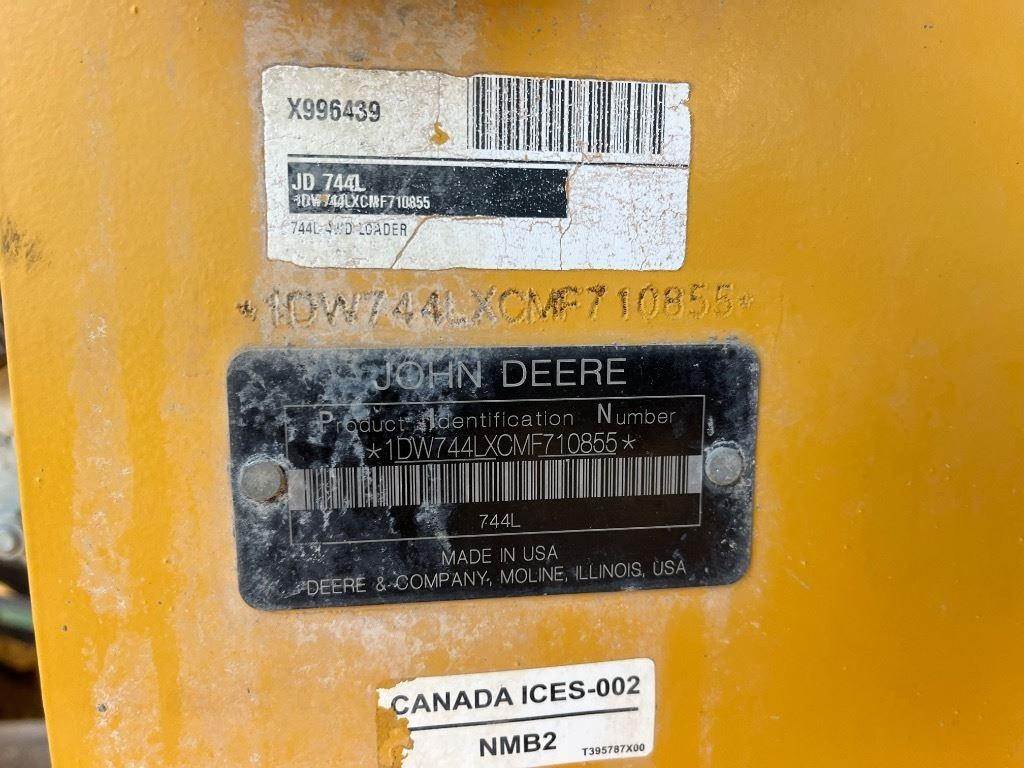 X996439
JD 744L
1DW744LXCMF710855
744L 4WD LOADER
*1DW744LXCMF710855*
JOHN DEERE
Product Identification Number
*1DW744LXCMF710855*
744L
MADE IN USA
DEERE & COMPANY, MOLINE, ILLINOIS, USA
CANADA ICES-002
NMB2 T395787X00